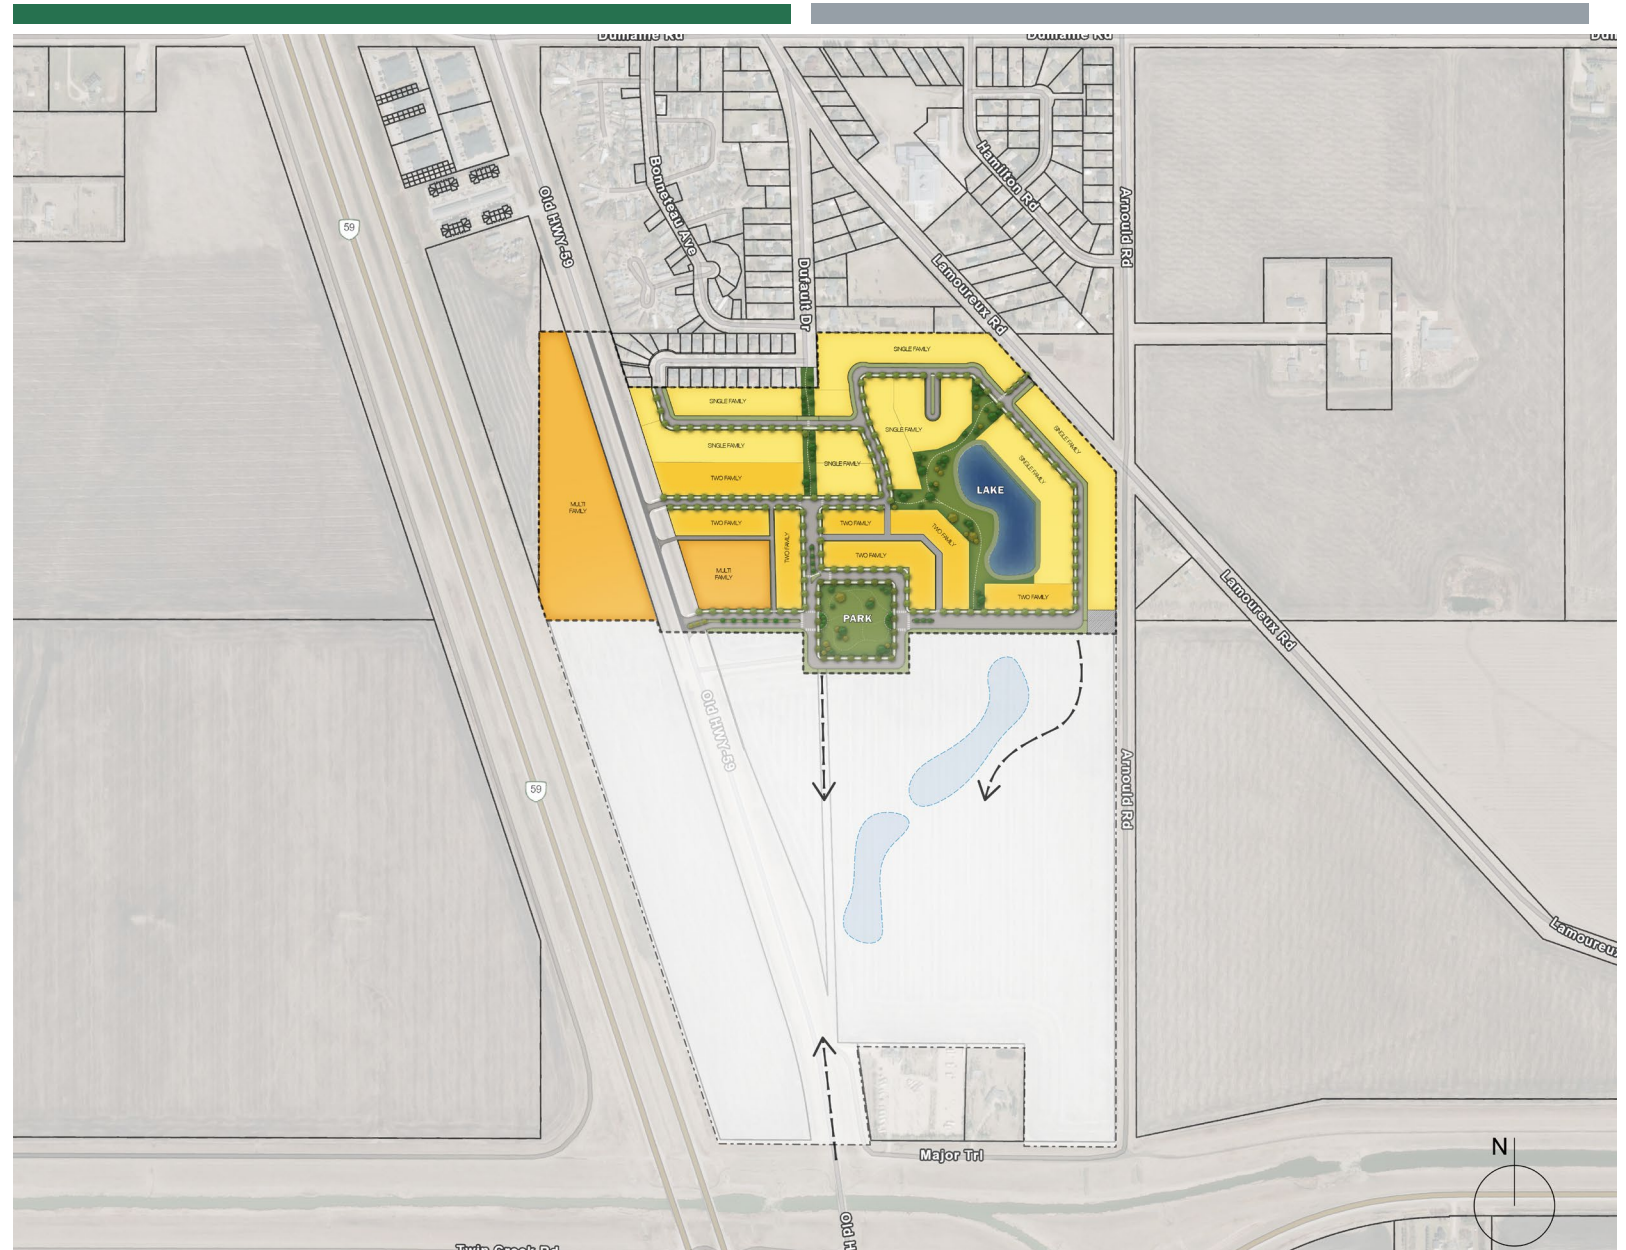 Dumaine Rd
Dumaine Rd
Bonneteau Ave
Hamilton Rd
Old HWY-59
Arnould Rd
59
Dufault Dr
Lamoureux Rd
SINGLE FAMILY
SINGLE FAMILY
SINGLE FAMILY
SINGLE FAMILY
SINGLE FAMILY
SINGLE FAMILY
SINGLE FAMILY
TWO FAMILY
LAKE
MULTI
FAMILY
TWO FAMILY
TWO FAMILY
TWO FAMILY
TWO FAMILY
TWO FAMILY
MULTI
FAMILY
TWO FAMILY
PARK
Lamoureux Rd
Old HWY-59
59
Arnould Rd
Lamoureux
Major Trl
N
Old H
Twin Creek Rd